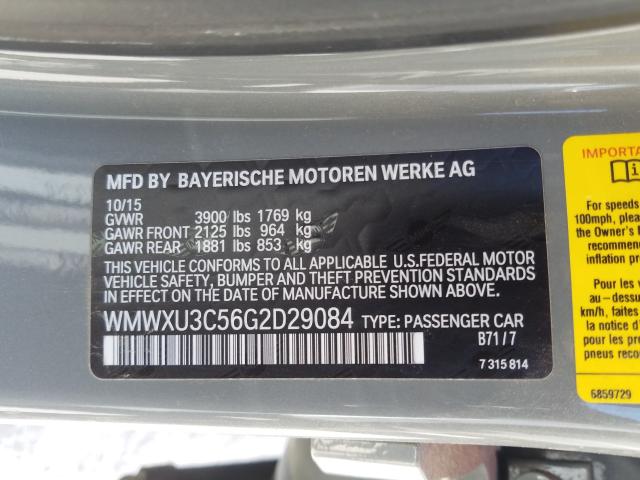 MFD BY BAYERISCHE MOTOREN WERKE AG
10/15
GVWR 3900 lbs 1769 kg
GAWR FRONT 2125 lbs 964 kg
GAWR REAR 1881 lbs 853 kg
THIS VEHICLE CONFORMS TO ALL APPLICABLE U.S.FEDERAL MOTOR
VEHICLE SAFETY, BUMPER AND THEFT PREVENTION STANDARDS
IN EFFECT ON THE DATE OF MANUFACTURE SHOWN ABOVE.
WMWXU3C56G2D29084 TYPE: PASSENGER CAR
B71/7
7 315 814
IMPORTA
For speeds
100mph, pleas
the Owner's
recommen
inflation pr
Pour les
au-dessu
km/h, faites
la notice d'
pour les pre
pneus recon
6859729